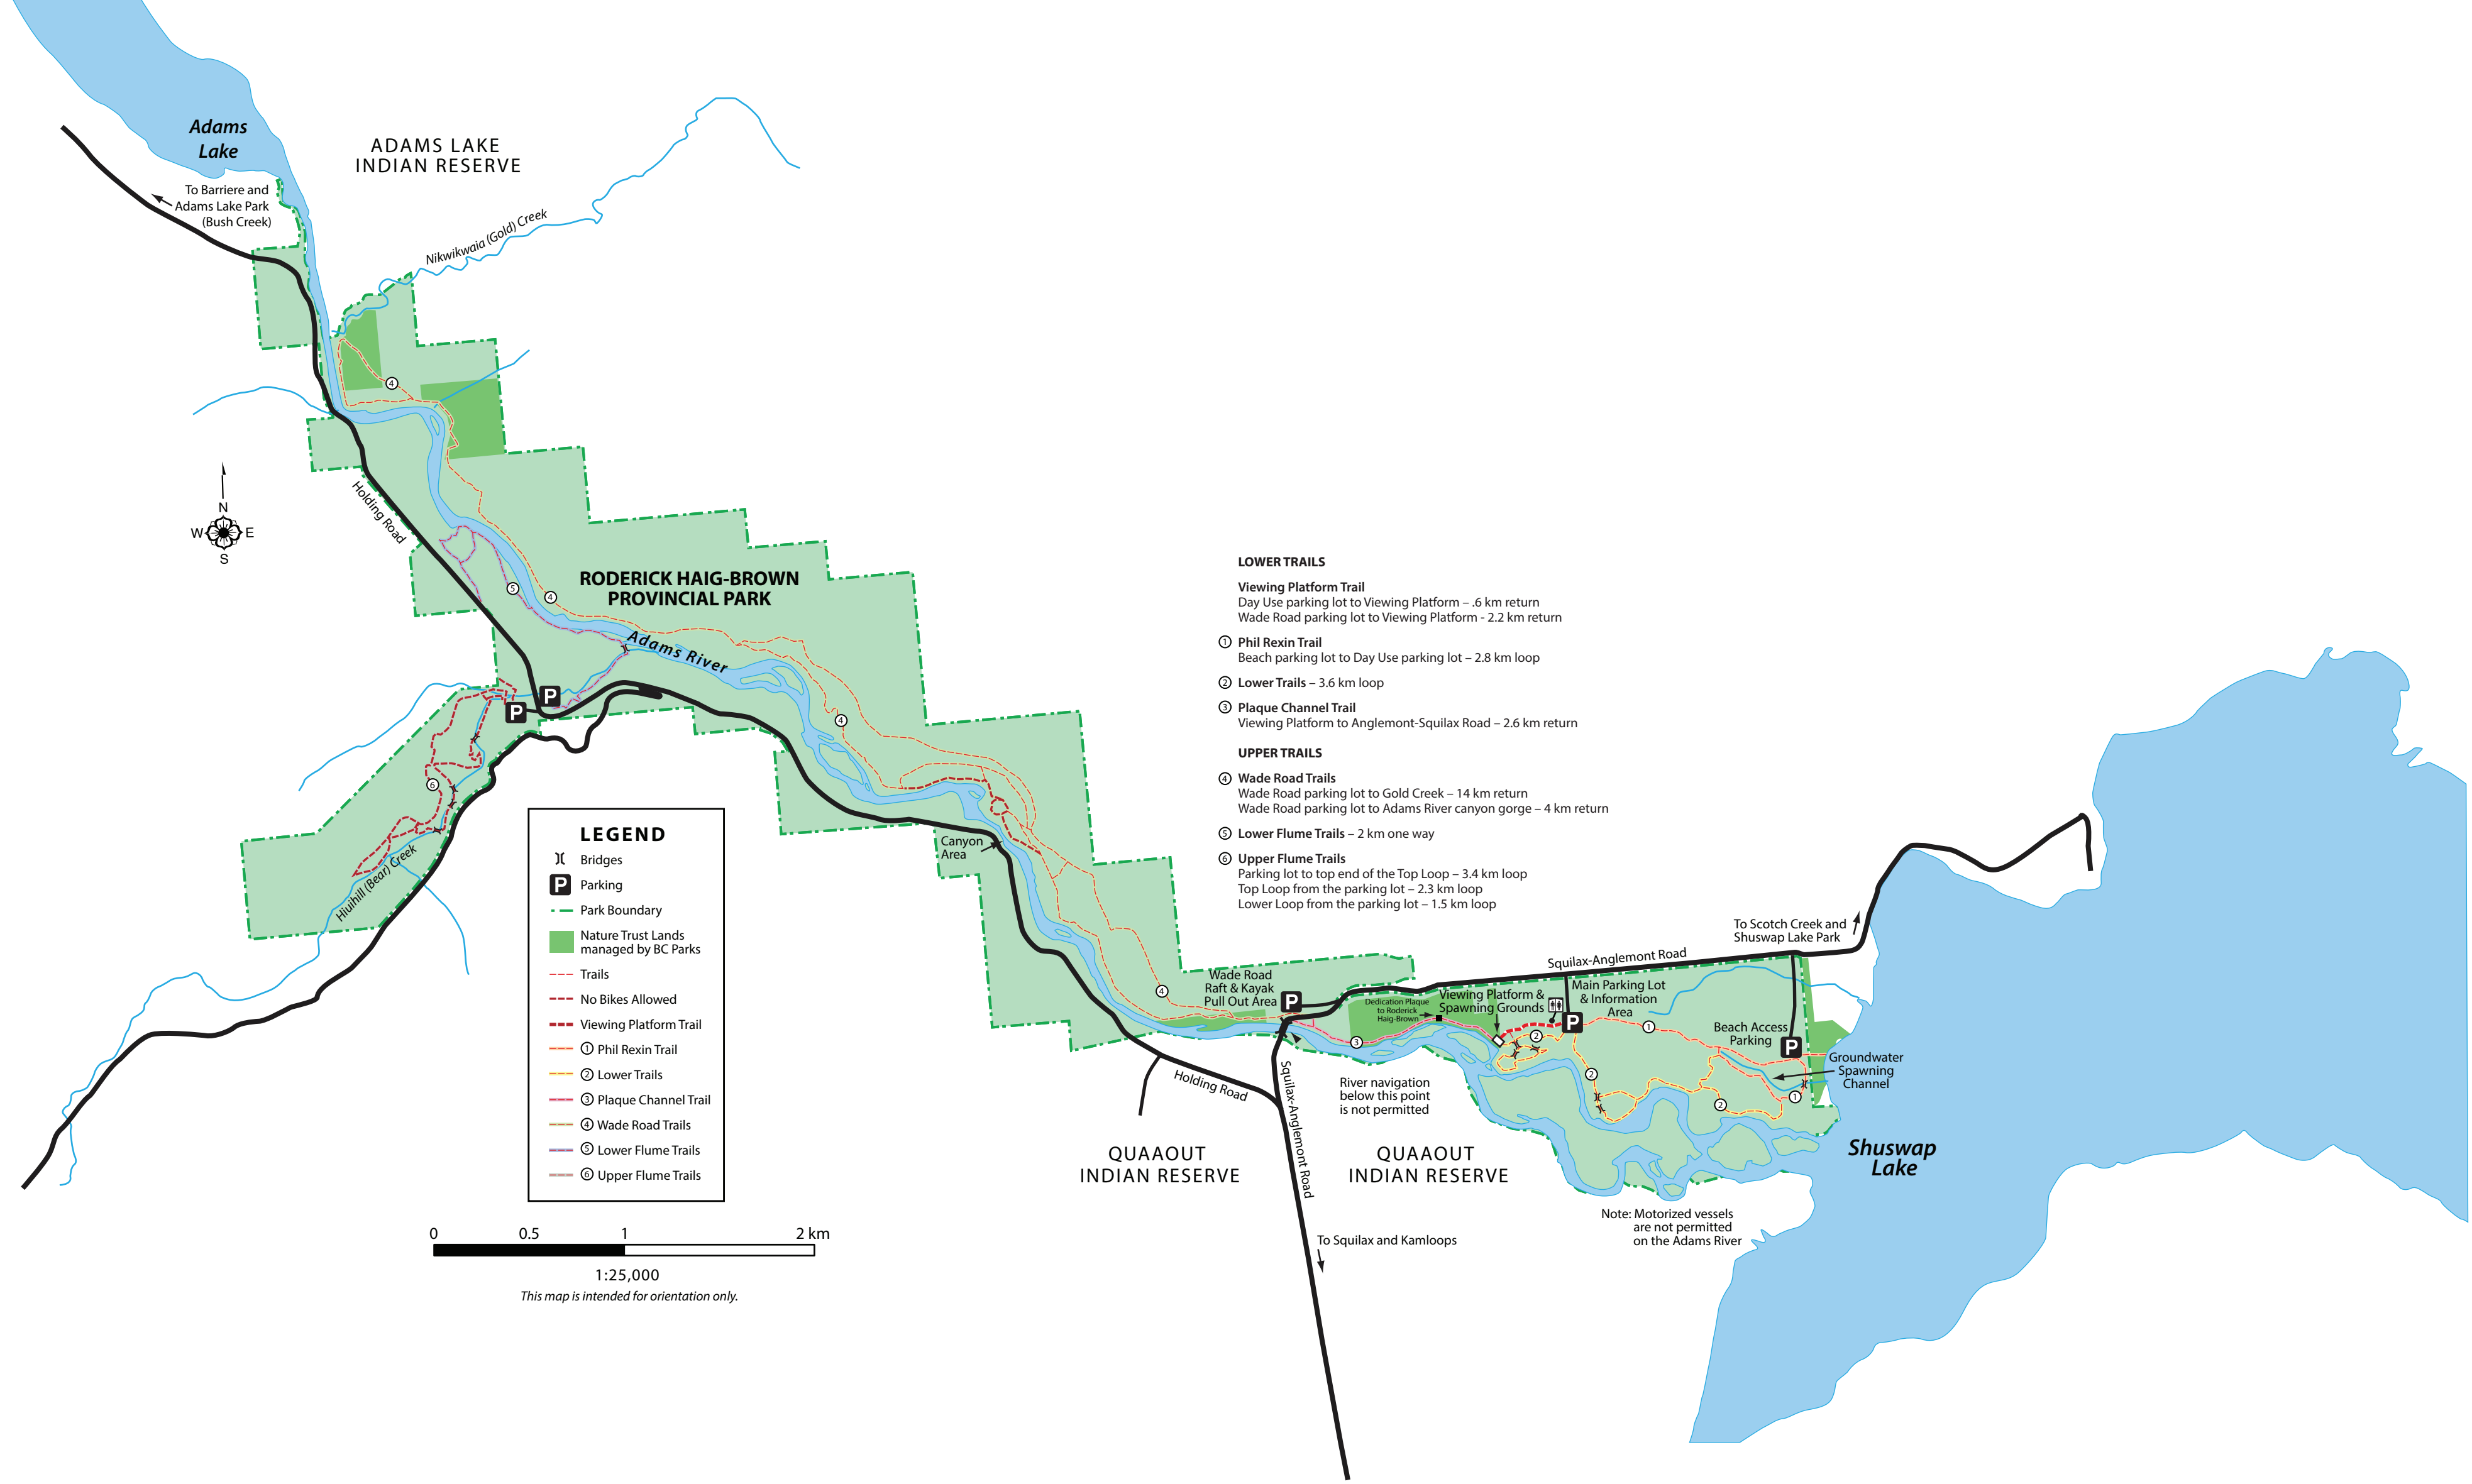 Adams
Lake
ADAMS LAKE
INDIAN RESERVE
To Barriere and
Adams Lake Park
(Bush Creek)
Nikwikwaia (Gold) Creek
4
N
W E
S
Holding Road
5
4
RODERICK HAIG-BROWN
PROVINCIAL PARK
Adams River
P
P
4
6
Hiuihill (Bear) Creek
Canyon
Area
LOWER TRAILS
Viewing Platform Trail
Day Use parking lot to Viewing Platform – .6 km return
Wade Road parking lot to Viewing Platform - 2.2 km return
1 Phil Rexin Trail
Beach parking lot to Day Use parking lot – 2.8 km loop
2 Lower Trails – 3.6 km loop
3 Plaque Channel Trail
Viewing Platform to Anglemont-Squilax Road – 2.6 km return
UPPER TRAILS
4 Wade Road Trails
Wade Road parking lot to Gold Creek – 14 km return
Wade Road parking lot to Adams River canyon gorge – 4 km return
5 Lower Flume Trails – 2 km one way
6 Upper Flume Trails
Parking lot to top end of the Top Loop – 3.4 km loop
Top Loop from the parking lot – 2.3 km loop
Lower Loop from the parking lot – 1.5 km loop
LEGEND
Bridges
P Parking
Park Boundary
Nature Trust Lands
managed by BC Parks
Trails
No Bikes Allowed
Viewing Platform Trail
1 Phil Rexin Trail
2 Lower Trails
3 Plaque Channel Trail
4 Wade Road Trails
5 Lower Flume Trails
6 Upper Flume Trails
0 0.5 1 2 km
1:25,000
This map is intended for orientation only.
4
Wade Road
Raft & Kayak
Pull Out Area
P
Dedication Plaque
to Roderick
Haig-Brown
3
Viewing Platform &
Spawning Grounds
Squilax-Anglemont Road
To Scotch Creek and
Shuswap Lake Park
Main Parking Lot
& Information
Area
P
1
2
Beach Access
Parking
P
Groundwater
Spawning
Channel
2
2
1
Holding Road
Squilax-Anglemont Road
River navigation
below this point
is not permitted
QUAAOUT
INDIAN RESERVE
QUAAOUT
INDIAN RESERVE
Shuswap
Lake
Note: Motorized vessels
are not permitted
on the Adams River
To Squilax and Kamloops